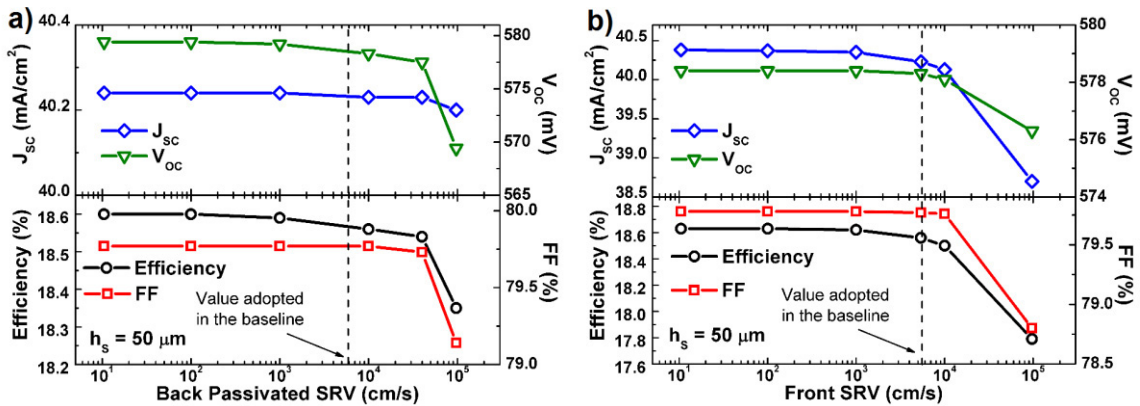 a)
40.4
40.2
40.0
J_SC (mA/cm²)
580
575
570
565
V_OC (mV)
J_SC
V_OC
18.6
18.5
18.4
18.3
18.2
Efficiency (%)
80.0
79.5
79.0
FF (%)
Efficiency
FF
Value adopted
in the baseline
h_S = 50 μm
10¹ 10² 10³ 10⁴ 10⁵
Back Passivated SRV (cm/s)
b)
40.5
40.0
39.5
39.0
38.5
J_SC (mA/cm²)
580
578
576
574
V_OC (mV)
J_SC
V_OC
18.8
18.6
18.4
18.2
18.0
17.8
17.6
Efficiency (%)
79.5
79.0
78.5
FF (%)
Efficiency
FF
Value adopted
in the baseline
h_S = 50 μm
10¹ 10² 10³ 10⁴ 10⁵
Front SRV (cm/s)